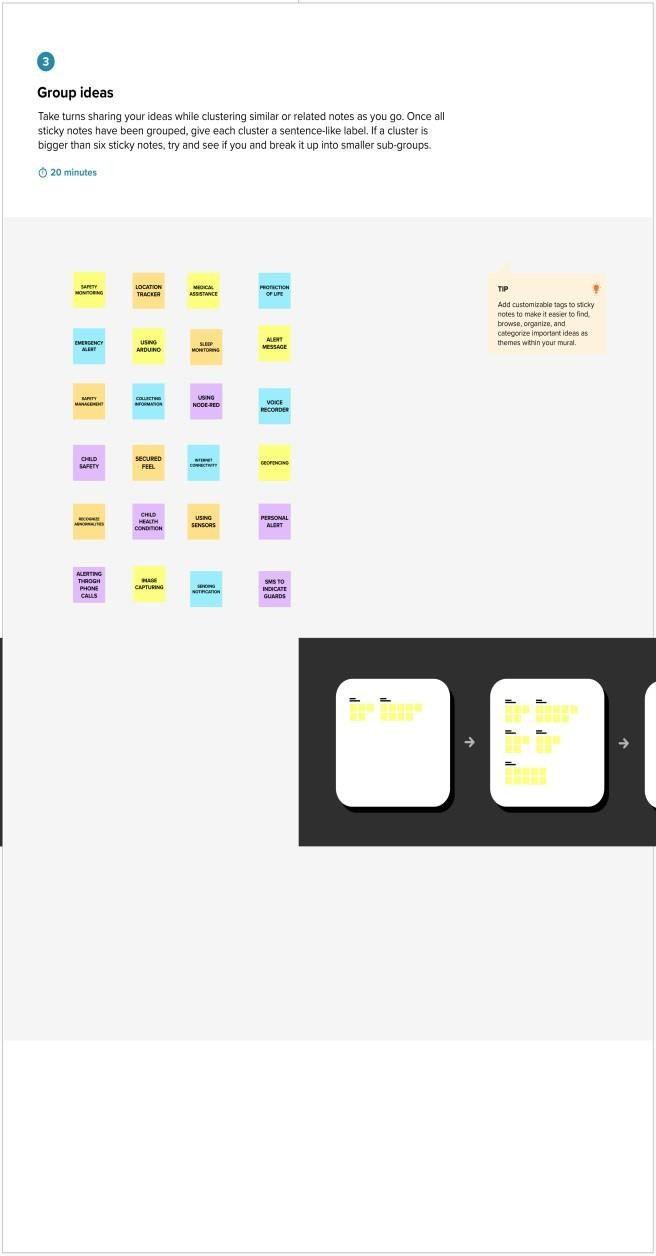 3
Group ideas
Take turns sharing your ideas while clustering similar or related notes as you go. Once all
sticky notes have been grouped, give each cluster a sentence-like label. If a cluster is
bigger than six sticky notes, try and see if you and break it up into smaller sub-groups.
20 minutes
SAFETY
MONITORING
LOCATION
TRACKER
MEDICAL
ASSISTANCE
PROTECTION
OF LIFE
EMERGENCY
ALERT
USING
ARDUINO
SLEEP
MONITORING
ALERT
MESSAGE
SAFETY
MANAGEMENT
COLLECTING
INFORMATION
USING
NODE-RED
VOICE
RECORDER
CHILD
SAFETY
SECURED
FEEL
INTERNET
CONNECTIVITY
GEOFENCING
RECOGNIZE
ABNORMALITIES
CHILD
HEALTH
CONDITION
USING
SENSORS
PERSONAL
ALERT
ALERTING
THROGH
PHONE
CALLS
IMAGE
CAPTURING
SENDING
NOTIFICATION
SMS TO
INDICATE
GUARDS
TIP
Add customizable tags to sticky
notes to make it easier to find,
browse, organize, and
categorize important ideas as
themes within your mural.